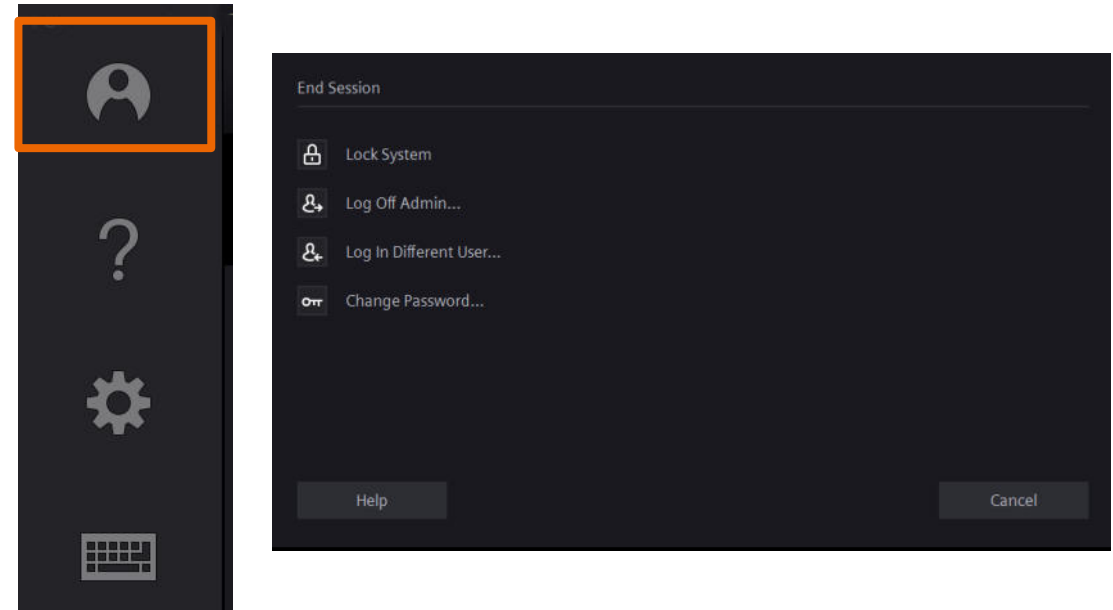 End Session
Lock System
Log Off Admin...
Log In Different User...
Change Password...
Help
Cancel